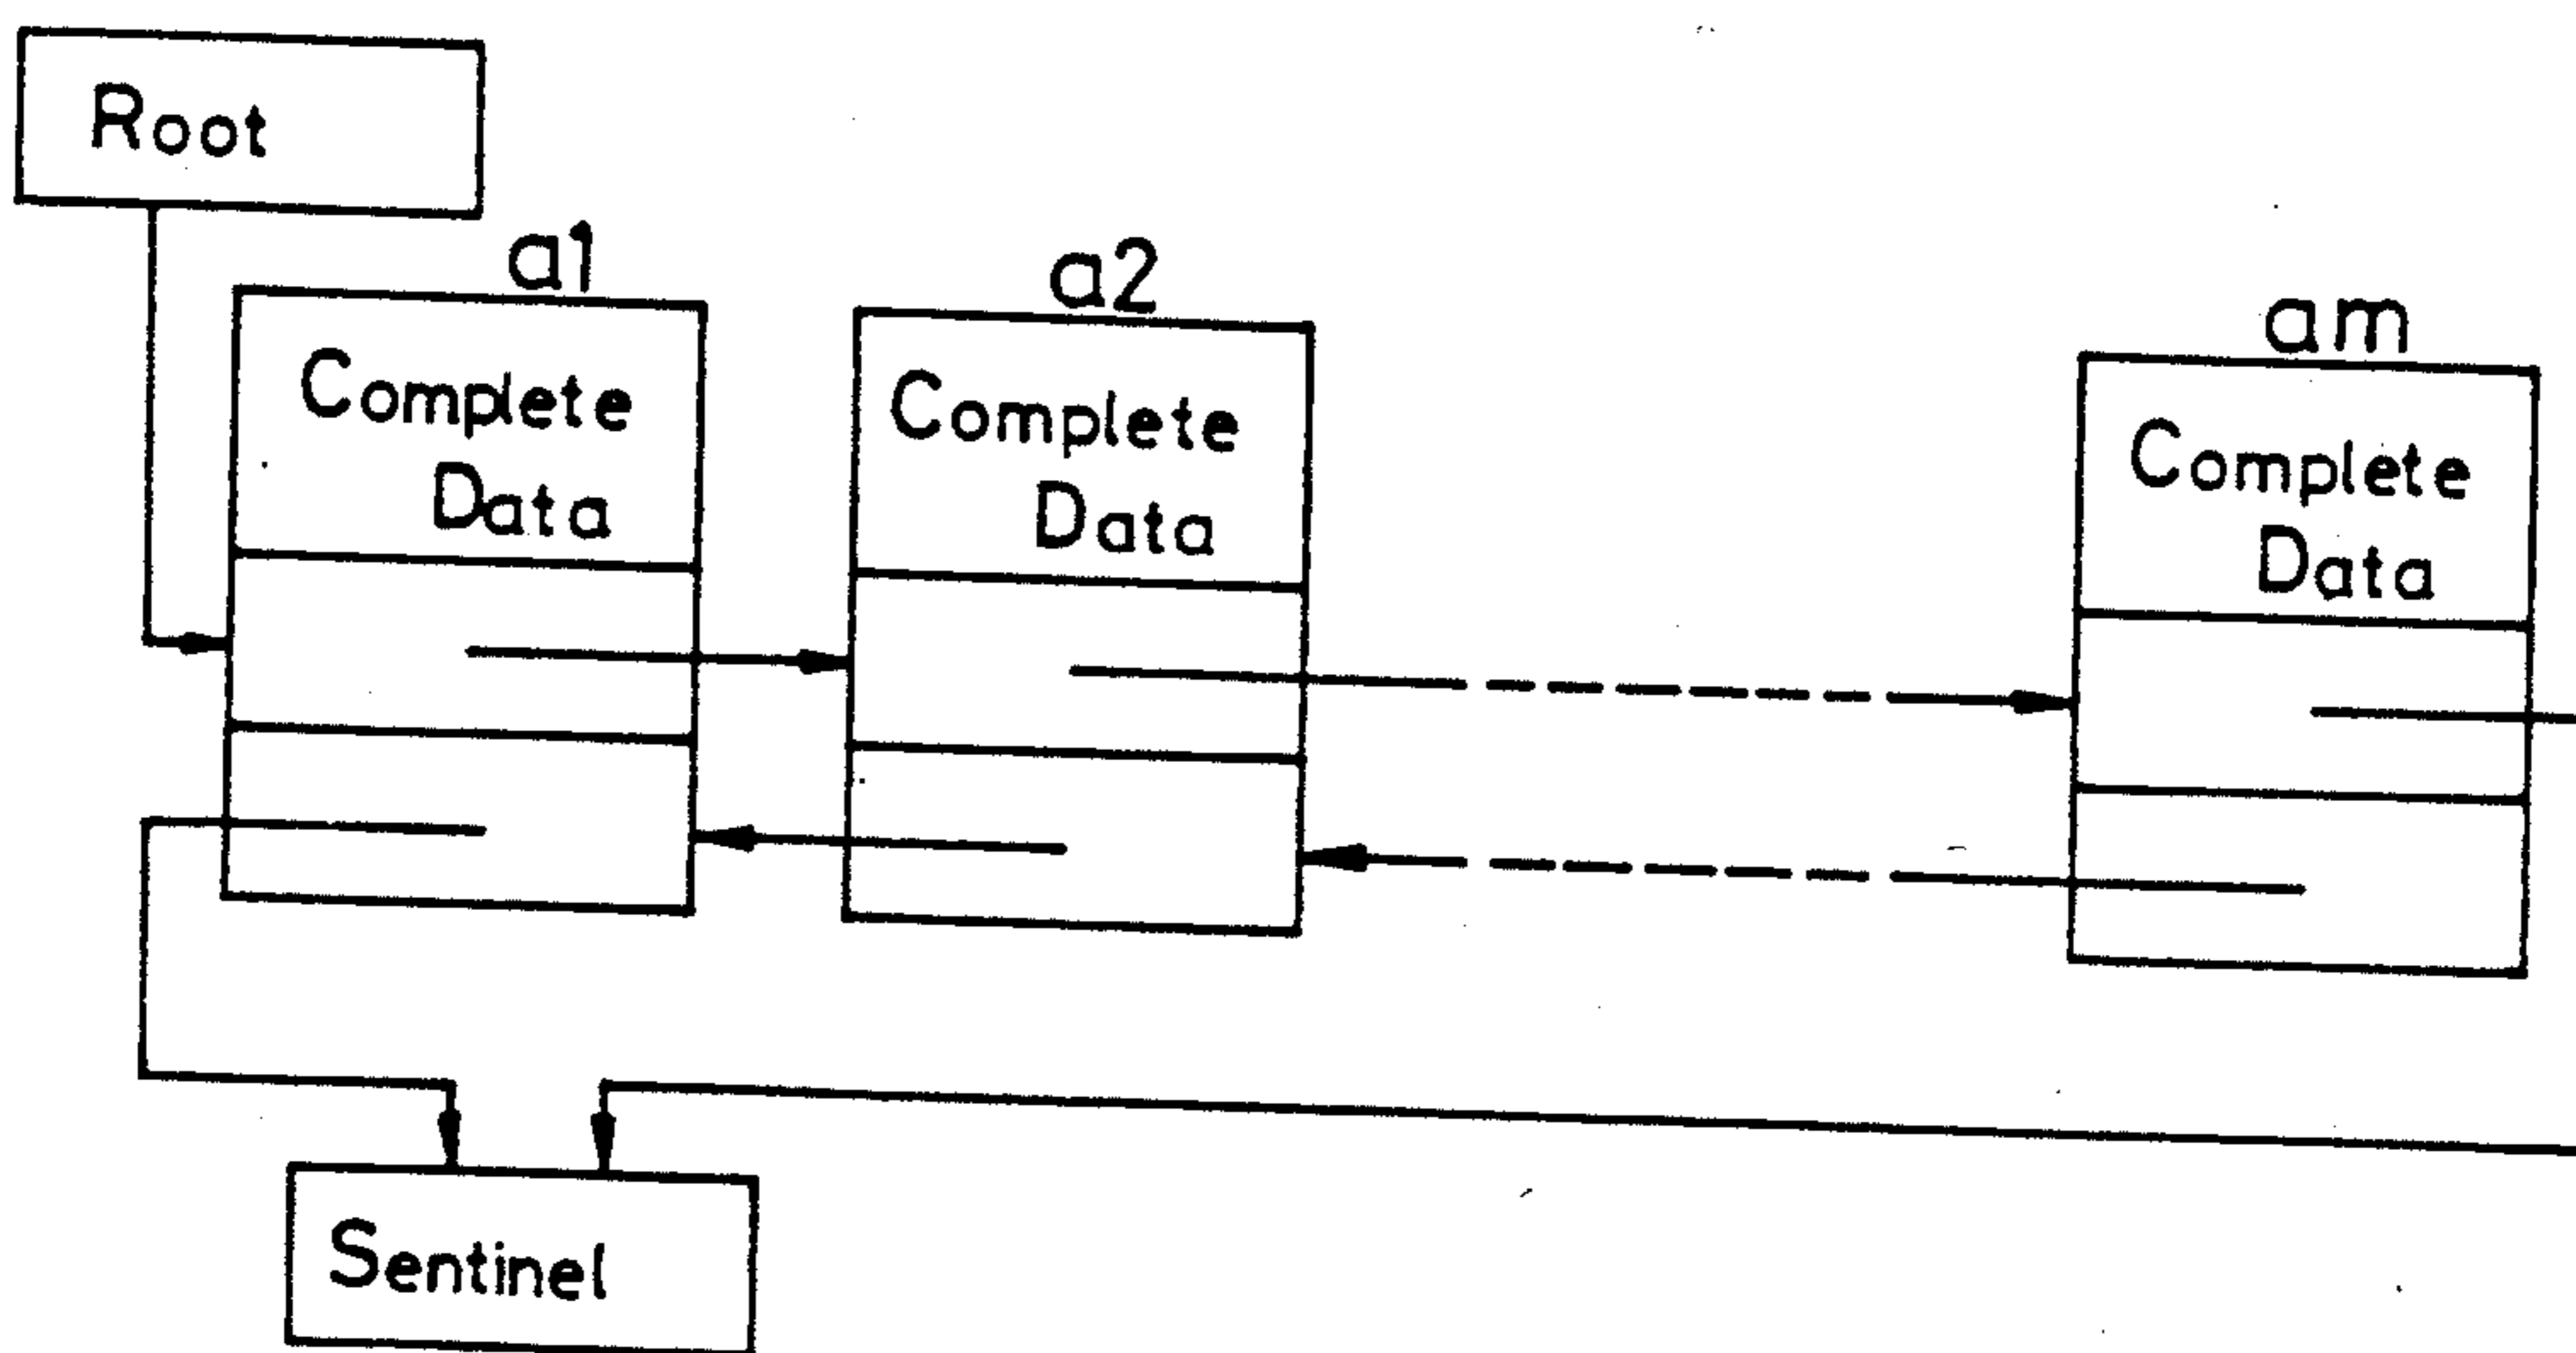 Root
a1
a2
am
Complete
Data
Complete
Data
Complete
Data
Sentinel